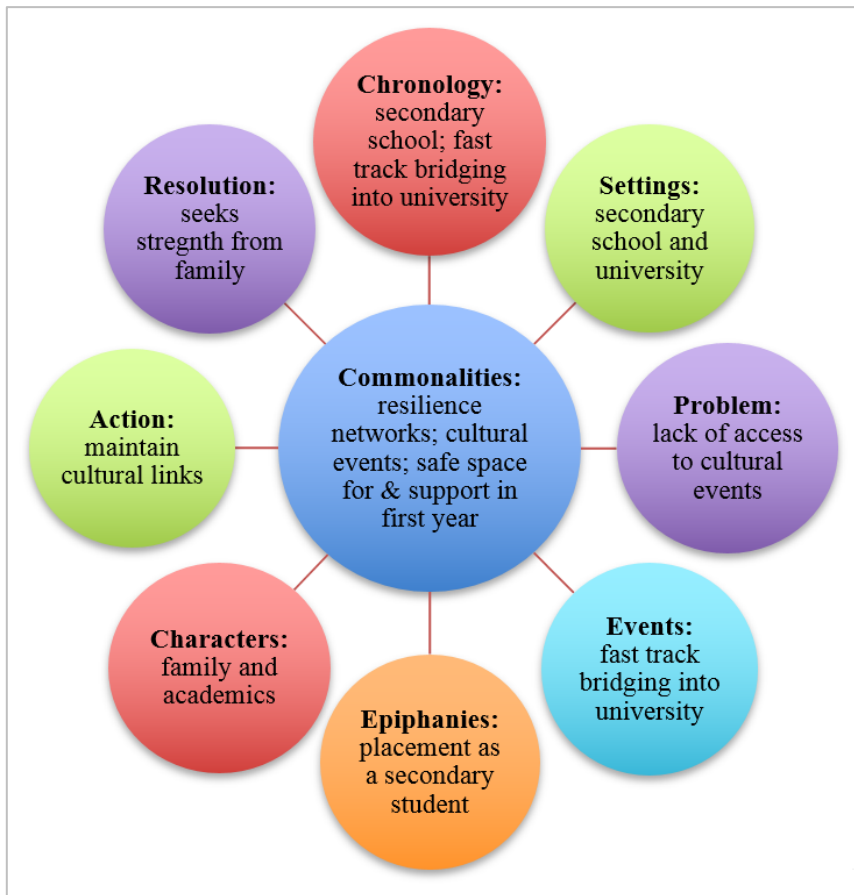 Chronology:
secondary
school; fast
track bridging
into university
Settings:
secondary
school and
university
Problem:
lack of access
to cultural
events
Events:
fast track
bridging into
university
Epiphanies:
placement as
a secondary
student
Characters:
family and
academics
Action:
maintain
cultural links
Resolution:
seeks
stregnth from
family
Commonalities:
resilience
networks; cultural
events; safe space
for & support in
first year